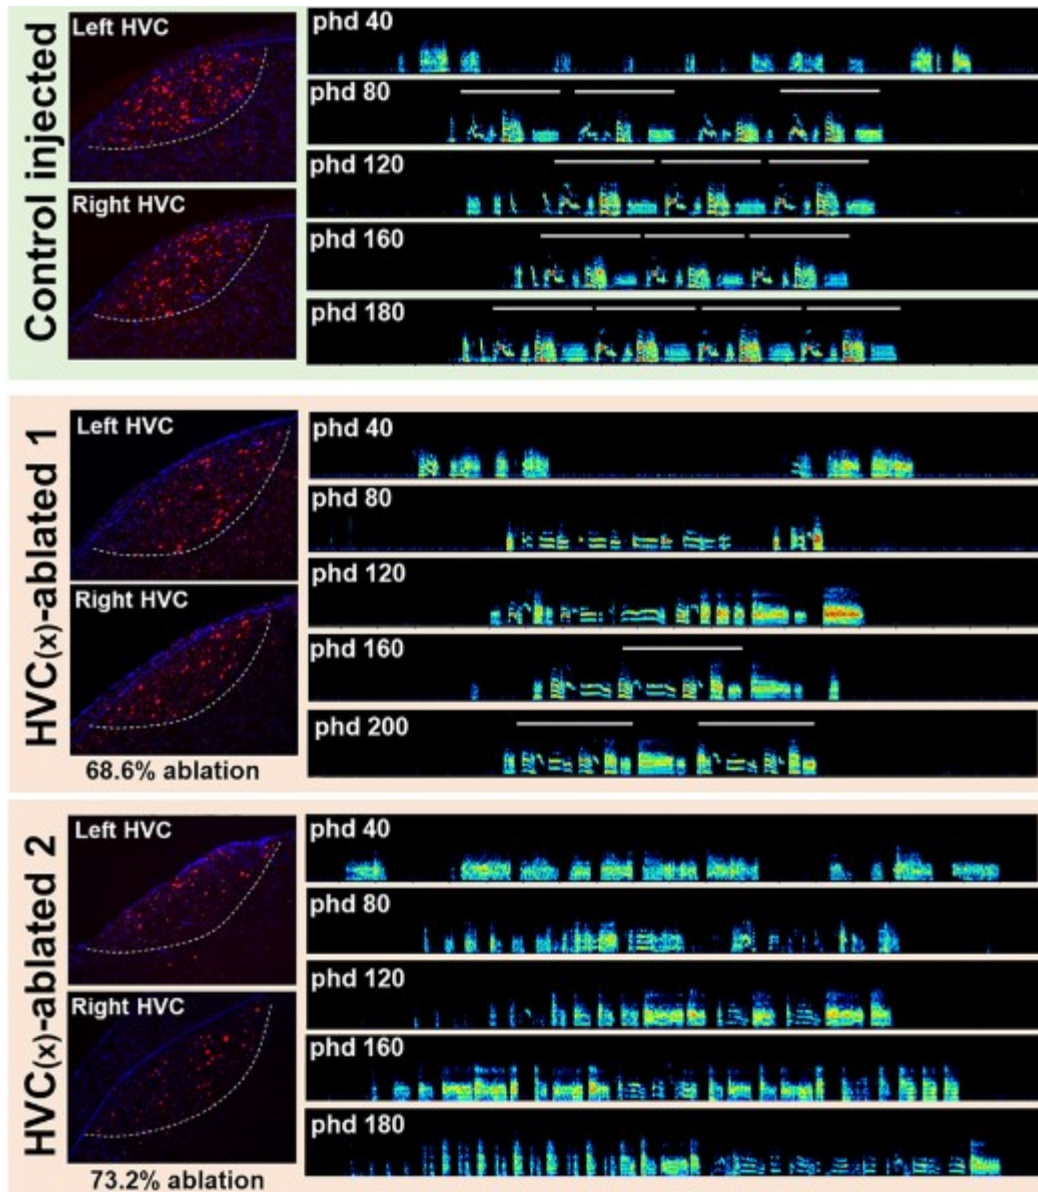 Control injected
Left HVC
Right HVC
phd 40
phd 80
phd 120
phd 160
phd 180
HVC(x)-ablated 1
Left HVC
Right HVC
68.6% ablation
phd 40
phd 80
phd 120
phd 160
phd 200
HVC(x)-ablated 2
Left HVC
Right HVC
73.2% ablation
phd 40
phd 80
phd 120
phd 160
phd 180